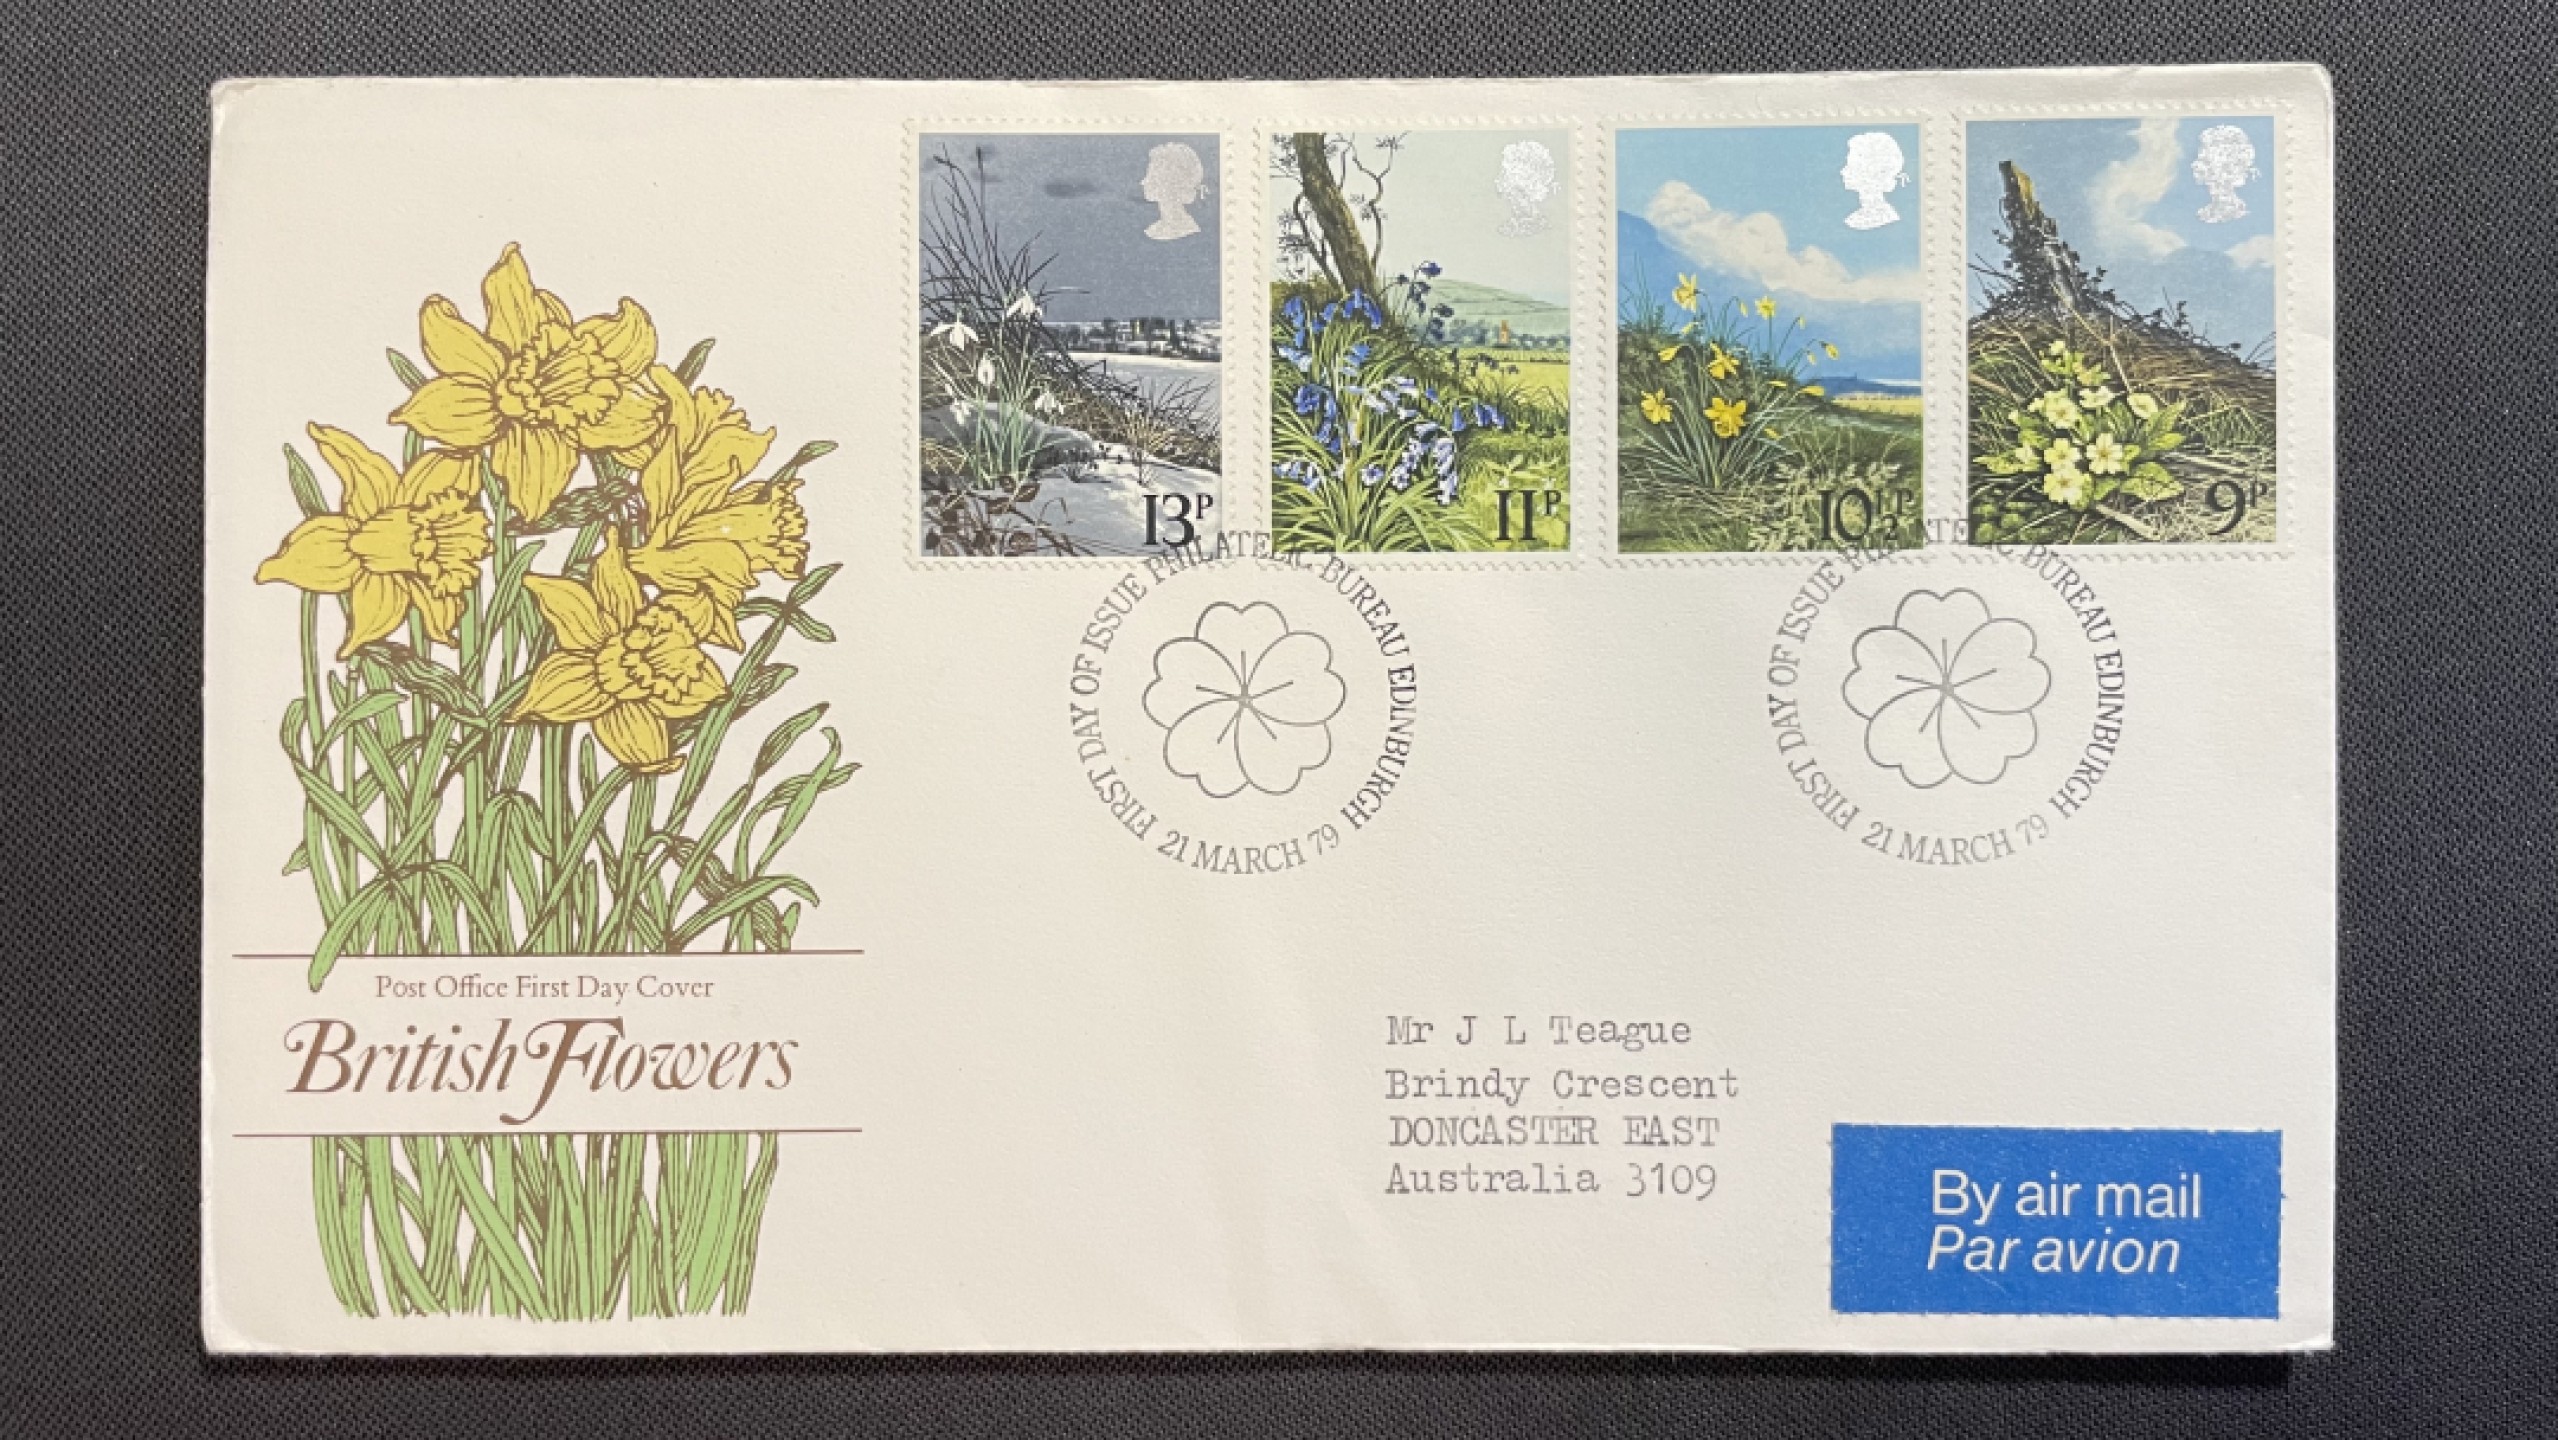 13P
11P
10½P
9P
FIRST DAY OF ISSUE PHILATELIC BUREAU EDINBURGH
21 MARCH 79
FIRST DAY OF ISSUE PHILATELIC BUREAU EDINBURGH
21 MARCH 79
Post Office First Day Cover
British Flowers
Mr J L Teague
Brindy Crescent
DONCASTER EAST
Australia 3109
By air mail
Par avion